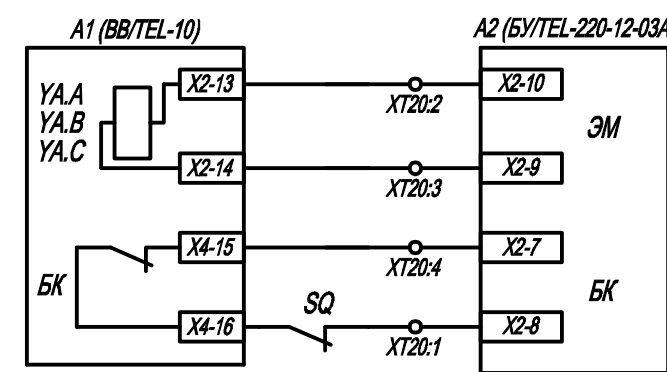 A1 (ВВ/TEL-10)
A2 (БУ/TEL-220-12-03A
YA.A
YA.B
YA.C
X2-13
XT20:2
X2-10
ЭМ
X2-14
XT20:3
X2-9
БК
X4-15
XT20:4
X2-7
БК
X4-16
SQ
XT20:1
X2-8